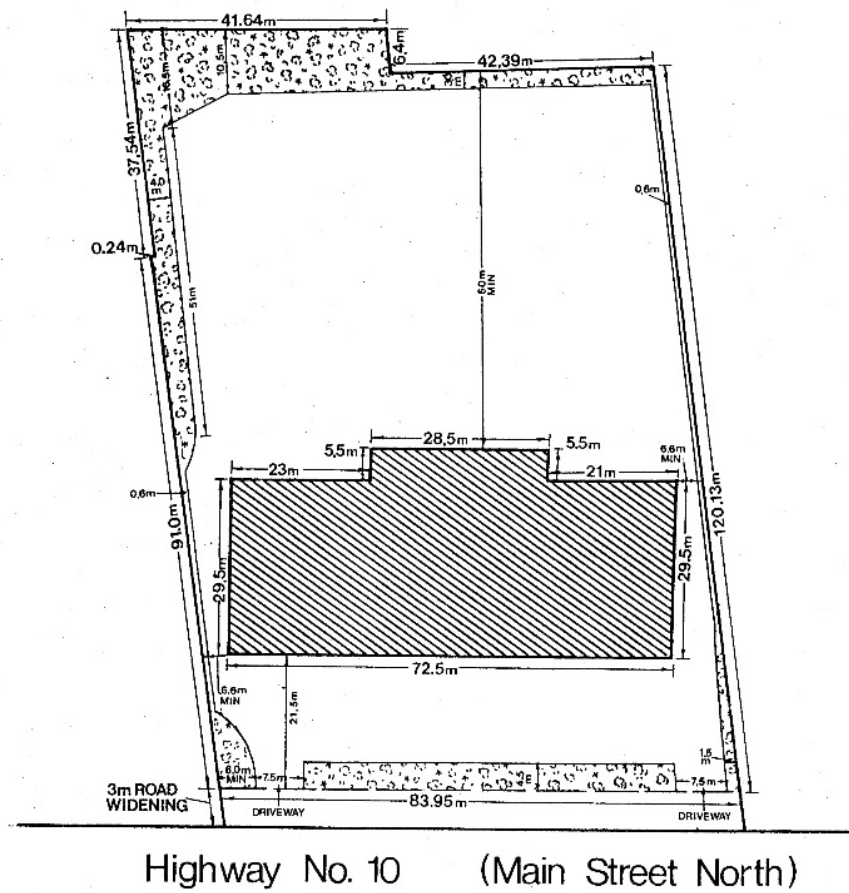 41.64m
6.4m
42.39m
10.5m
16.5m
37.54m
4.0
m
0.6m
0.24m
51m
60m
MIN
28.5m
5.5m
5.5m
6.6m
MIN
23m
21m
0.6m
91.0m
120.13m
29.5m
29.5m
72.5m
6.6m
MIN
21.5m
1.5
m
6.0m
MIN
7.5m
7.5m
3m ROAD
WIDENING
83.95m
DRIVEWAY
DRIVEWAY
Highway No. 10 (Main Street North)